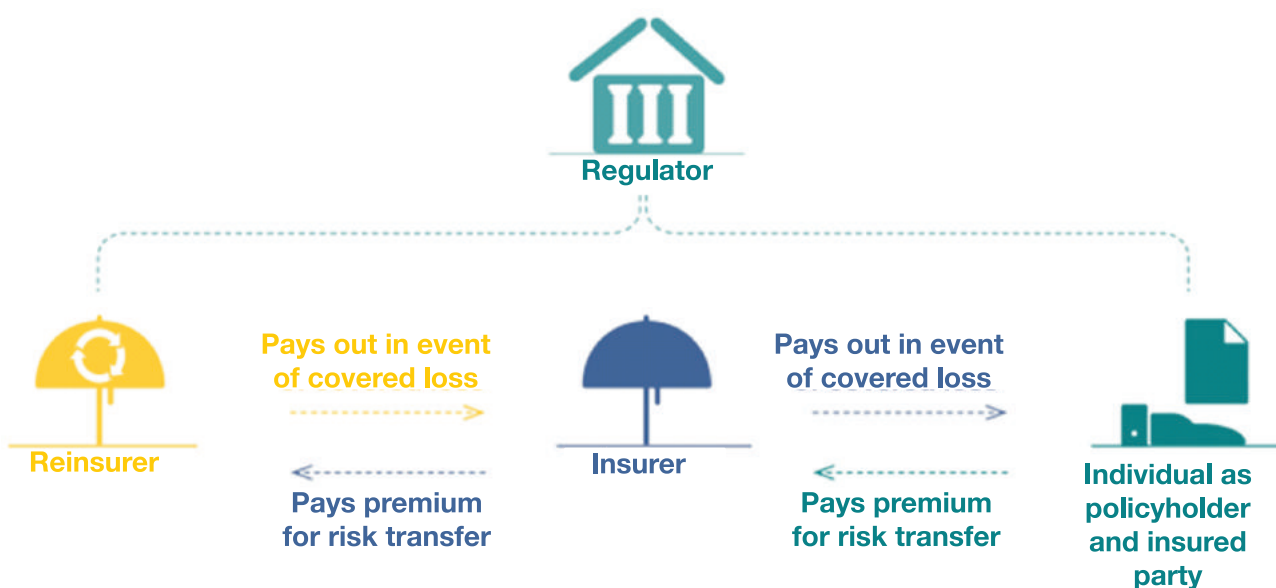 Regulator
Pays out in event
of covered loss
Pays out in event
of covered loss
Reinsurer
Insurer
Pays premium
for risk transfer
Pays premium
for risk transfer
Individual as
policyholder
and insured
party